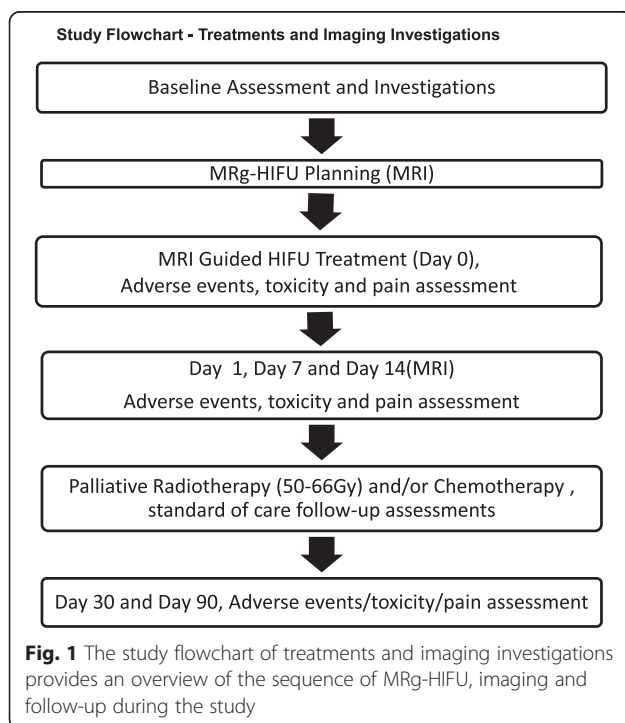 Study Flowchart - Treatments and Imaging Investigations
Baseline Assessment and Investigations
MRg-HIFU Planning (MRI)
MRI Guided HIFU Treatment (Day 0),
Adverse events, toxicity and pain assessment
Day 1, Day 7 and Day 14(MRI)
Adverse events, toxicity and pain assessment
Palliative Radiotherapy (50-66Gy) and/or Chemotherapy ,
standard of care follow-up assessments
Day 30 and Day 90, Adverse events/toxicity/pain assessment
Fig. 1 The study flowchart of treatments and imaging investigations
provides an overview of the sequence of MRg-HIFU, imaging and
follow-up during the study